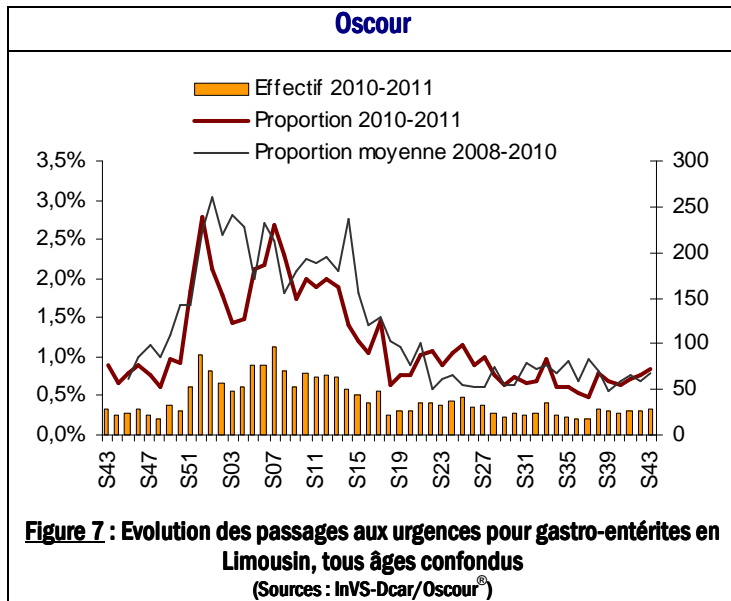 Oscour
Effectif 2010-2011
Proportion 2010-2011
Proportion moyenne 2008-2010
3,5%
3,0%
2,5%
2,0%
1,5%
1,0%
0,5%
0,0%
300
250
200
150
100
50
0
S43
S47
S51
S03
S07
S11
S15
S19
S23
S27
S31
S35
S39
S43
Figure 7 : Evolution des passages aux urgences pour gastro-entérites en
Limousin, tous âges confondus
(Sources : InVS-Dcar/Oscour®)